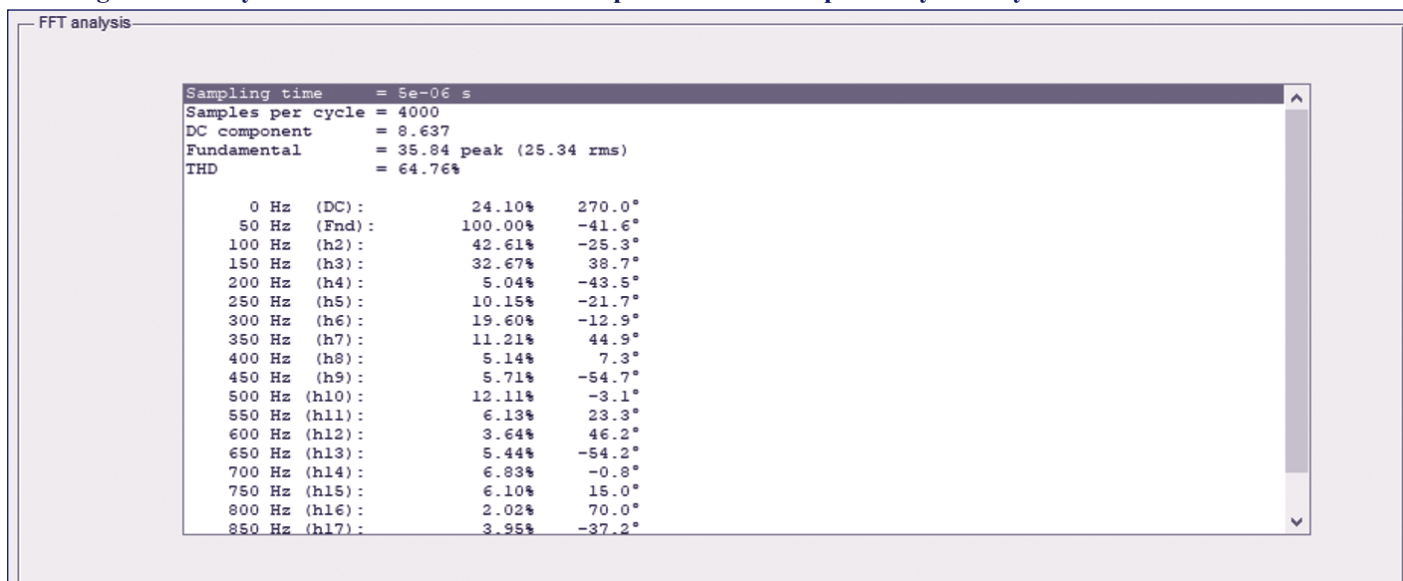 FFT analysis
Sampling time = 5e-06 s
Samples per cycle = 4000
DC component = 8.637
Fundamental = 35.84 peak (25.34 rms)
THD = 64.76%
0 Hz (DC): 24.10% 270.0°
50 Hz (Fnd): 100.00% -41.6°
100 Hz (h2): 42.61% -25.3°
150 Hz (h3): 32.67% 38.7°
200 Hz (h4): 5.04% -43.5°
250 Hz (h5): 10.15% -21.7°
300 Hz (h6): 19.60% -12.9°
350 Hz (h7): 11.21% 44.9°
400 Hz (h8): 5.14% 7.3°
450 Hz (h9): 5.71% -54.7°
500 Hz (h10): 12.11% -3.1°
550 Hz (h11): 6.13% 23.3°
600 Hz (h12): 3.64% 46.2°
650 Hz (h13): 5.44% -54.2°
700 Hz (h14): 6.83% -0.8°
750 Hz (h15): 6.10% 15.0°
800 Hz (h16): 2.02% 70.0°
850 Hz (h17): 3.95% -37.2°